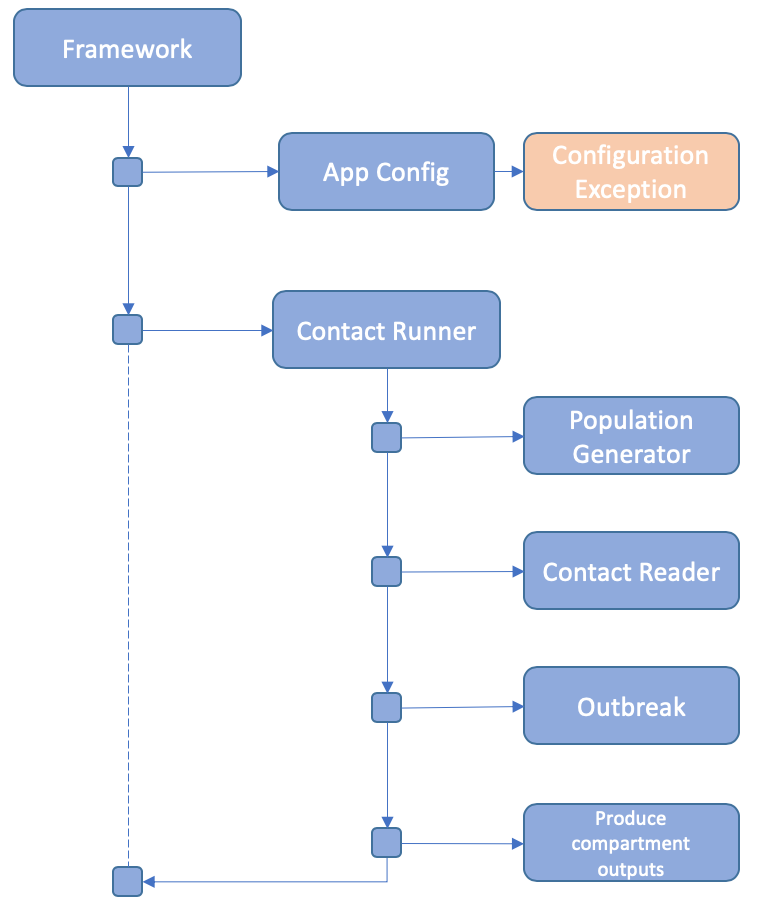 Framework
App Config
Configuration
Exception
Contact Runner
Population
Generator
Contact Reader
Outbreak
Produce
compartment
outputs